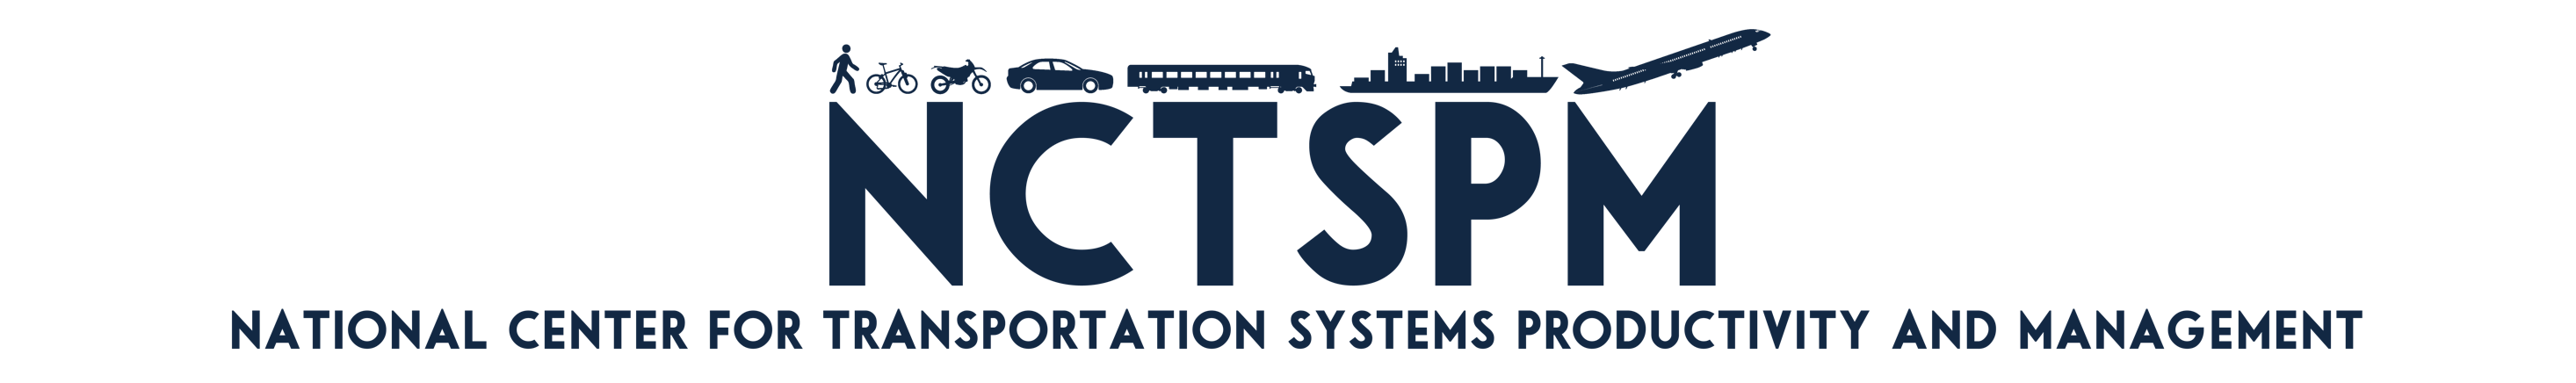 NCTSPM
NATIONAL CENTER FOR TRANSPORTATION SYSTEMS PRODUCTIVITY AND MANAGEMENT